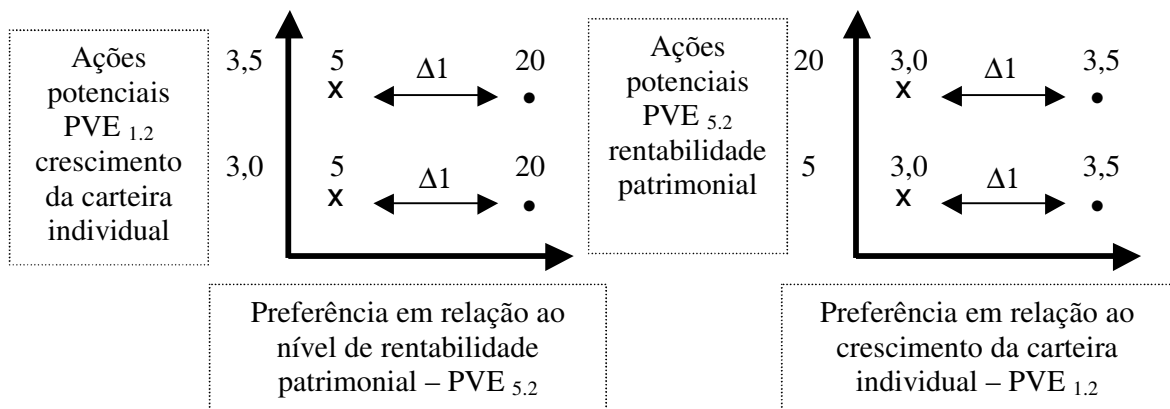 Ações
potenciais
PVE 1.2
crescimento
da carteira
individual
3,5
5
x
Δ1
20
•
3,0
5
x
Δ1
20
•
Preferência em relação ao
nível de rentabilidade
patrimonial – PVE 5.2
Ações
potenciais
PVE 5.2
rentabilidade
patrimonial
20
3,0
x
Δ1
3,5
•
5
3,0
x
Δ1
3,5
•
Preferência em relação ao
crescimento da carteira
individual – PVE 1.2